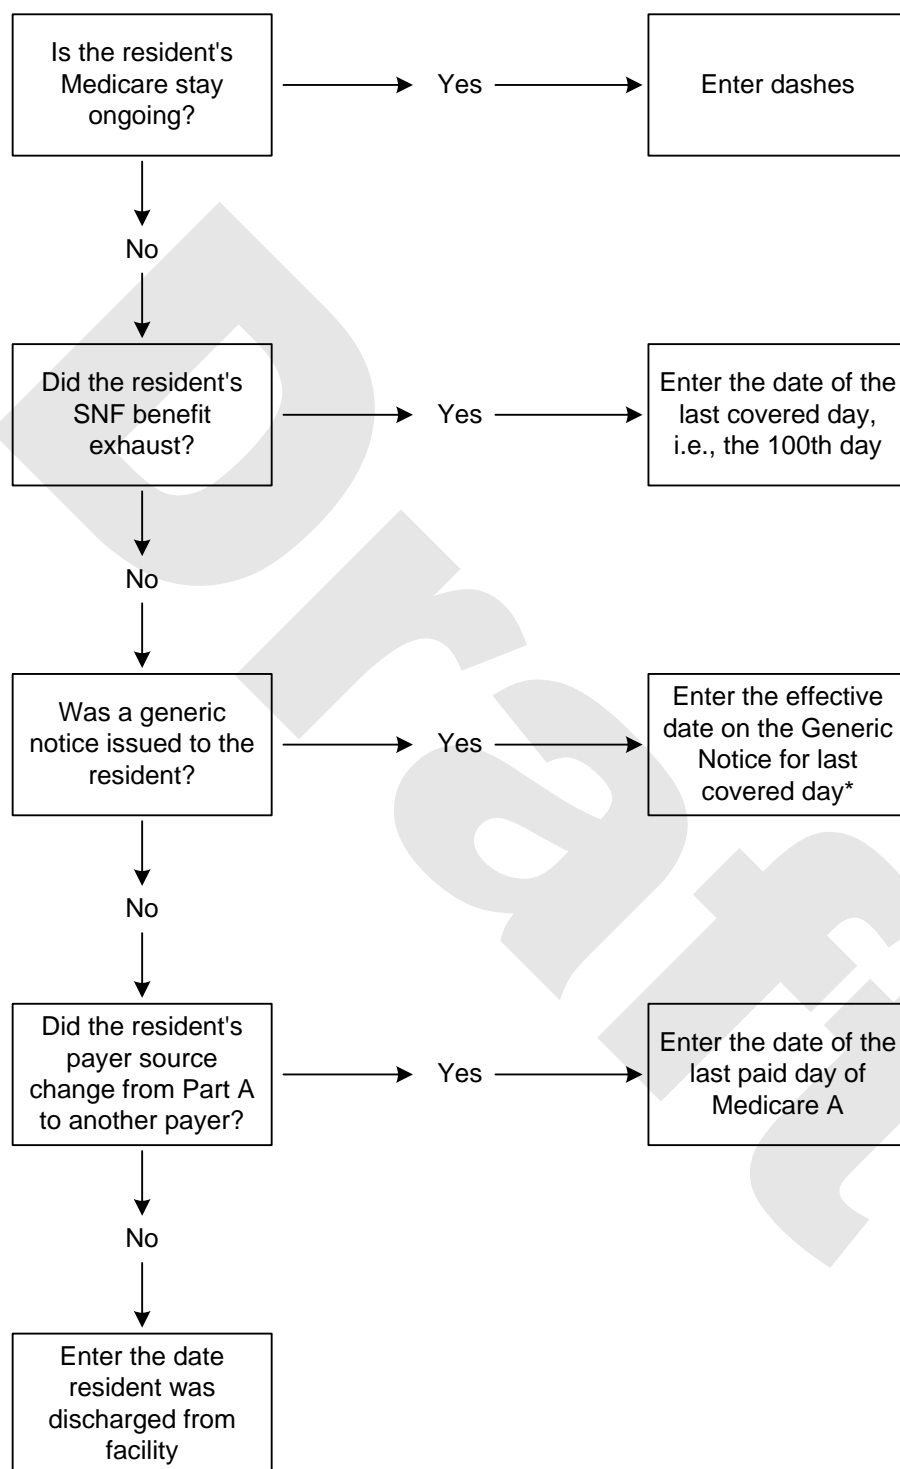 Is the resident's
Medicare stay
ongoing?
Yes
Enter dashes
No
Did the resident's
SNF benefit
exhaust?
Yes
Enter the date of the
last covered day,
i.e., the 100th day
No
Was a generic
notice issued to the
resident?
Yes
Enter the effective
date on the Generic
Notice for last
covered day*
No
Did the resident's
payer source
change from Part A
to another payer?
Yes
Enter the date of the
last paid day of
Medicare A
No
Enter the date
resident was
discharged from
facility
Draft